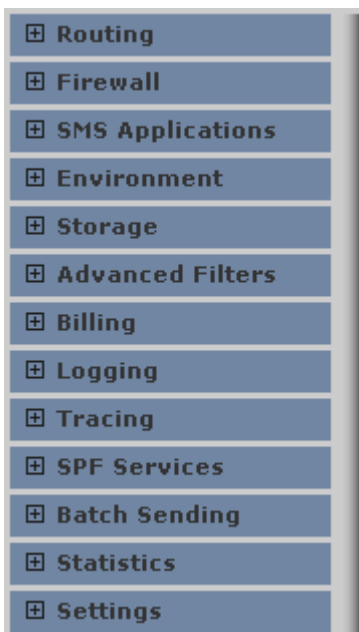 Routing
Firewall
SMS Applications
Environment
Storage
Advanced Filters
Billing
Logging
Tracing
SPF Services
Batch Sending
Statistics
Settings